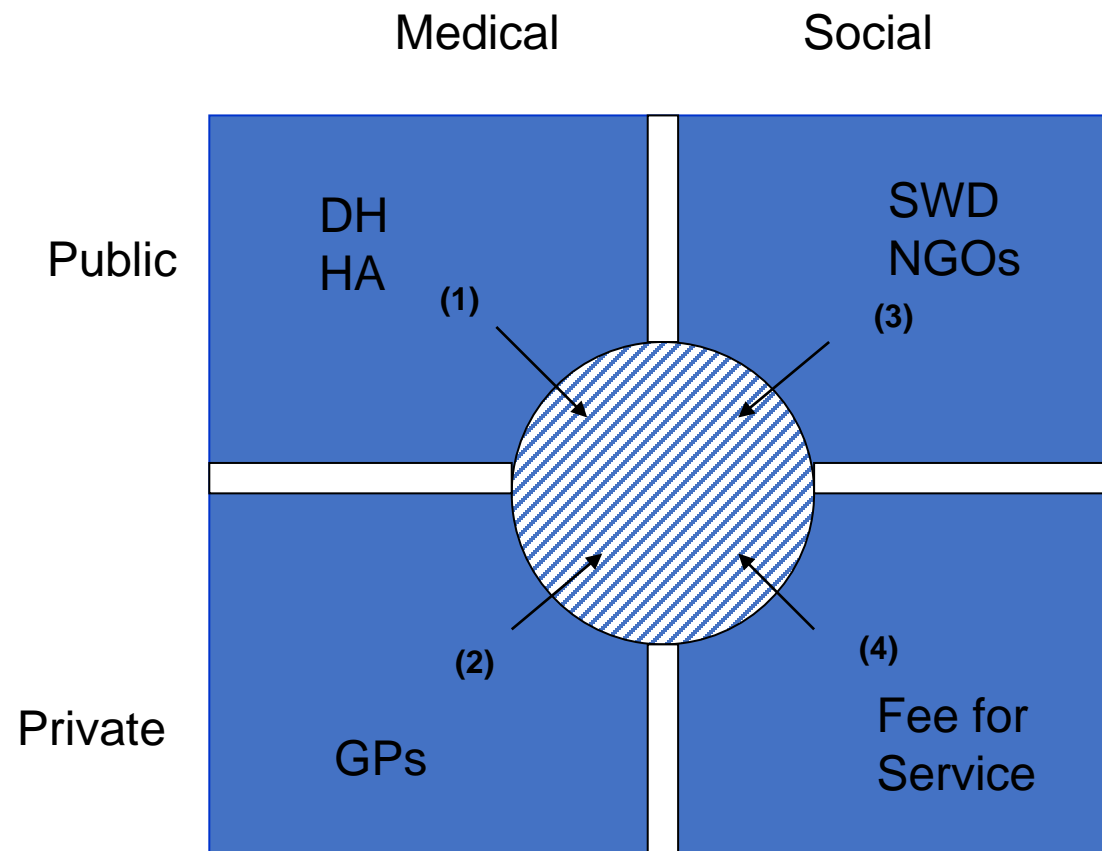 Medical Social
Public
DH
HA
(1)
SWD
NGOs
(3)
Private
(2)
GPs
(4)
Fee for
Service